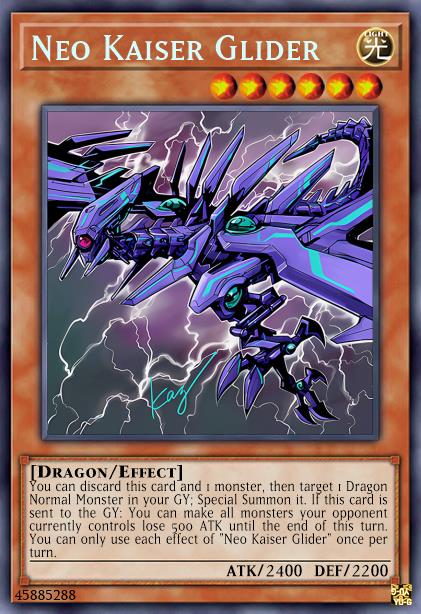 Neo Kaiser Glider
LIGHT
光
Kaz
[Dragon/Effect]
You can discard this card and 1 monster, then target 1 Dragon
Normal Monster in your GY; Special Summon it. If this card is
sent to the GY: You can make all monsters your opponent
currently controls lose 500 ATK until the end of this turn.
You can only use each effect of "Neo Kaiser Glider" once per
turn.
ATK/2400 DEF/2200
45885288